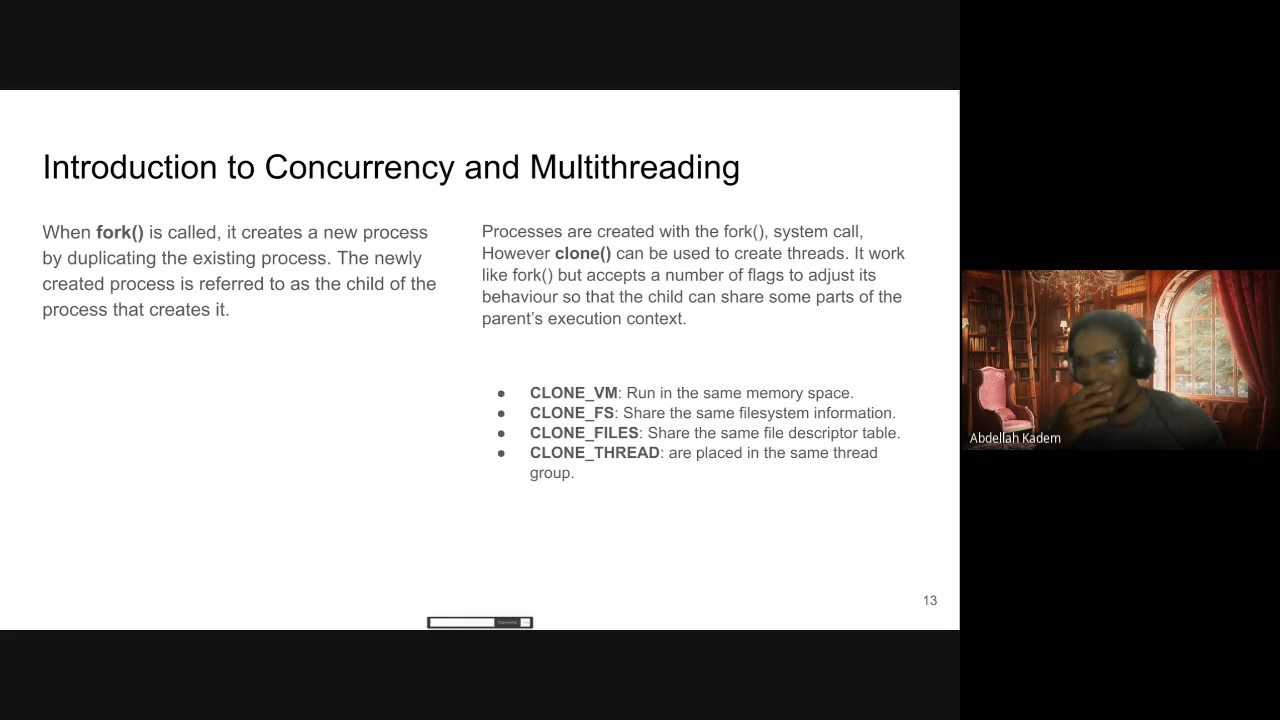 Introduction to Concurrency and Multithreading
When fork() is called, it creates a new process
by duplicating the existing process. The newly
created process is referred to as the child of the
process that creates it.
Processes are created with the fork(), system call,
However clone() can be used to create threads. It work
like fork() but accepts a number of flags to adjust its
behaviour so that the child can share some parts of the
parent's execution context.
● CLONE_VM: Run in the same memory space.
● CLONE_FS: Share the same filesystem information.
● CLONE_FILES: Share the same file descriptor table.
● CLONE_THREAD: are placed in the same thread
group.
13
Abdellah Kadem